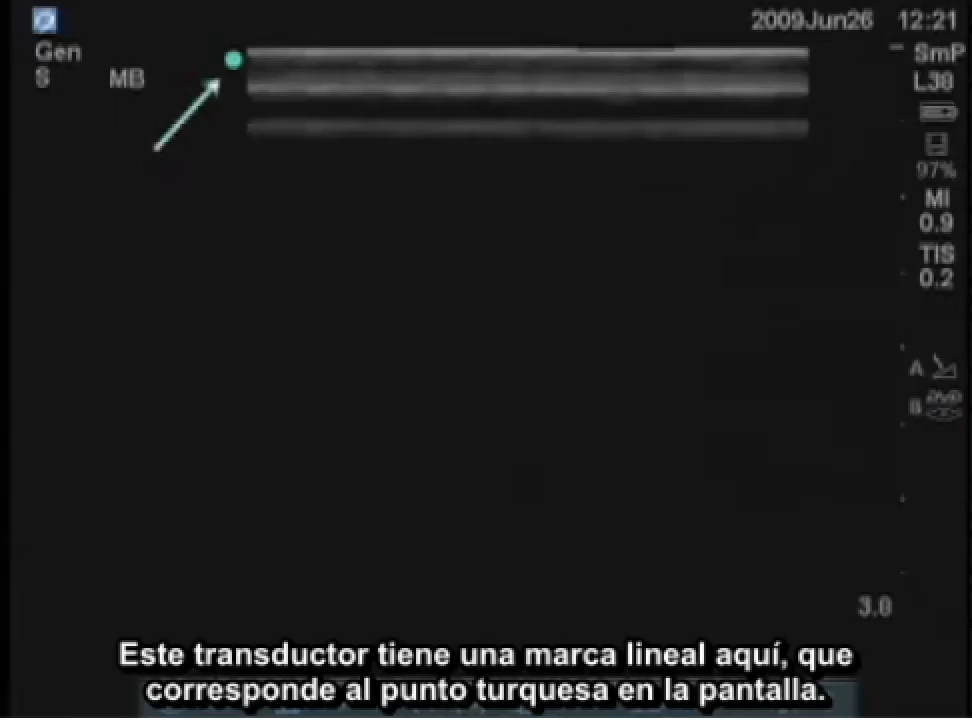 2009Jun26 12:21
Gen
S MB
SmP
L38
97%
MI
0.9
TIS
0.2
A
B
3.0
Este transductor tiene una marca lineal aquí, que
corresponde al punto turquesa en la pantalla.